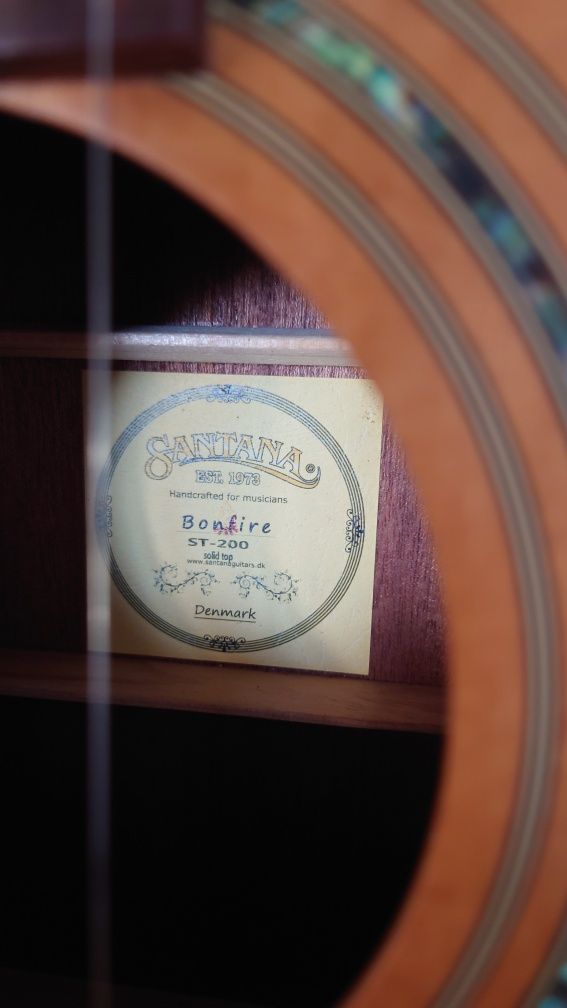 SANTANA
EST. 1973
Handcrafted for musicians
Bonfire
ST-200
solid top
www.santanaguitars.dk
Denmark